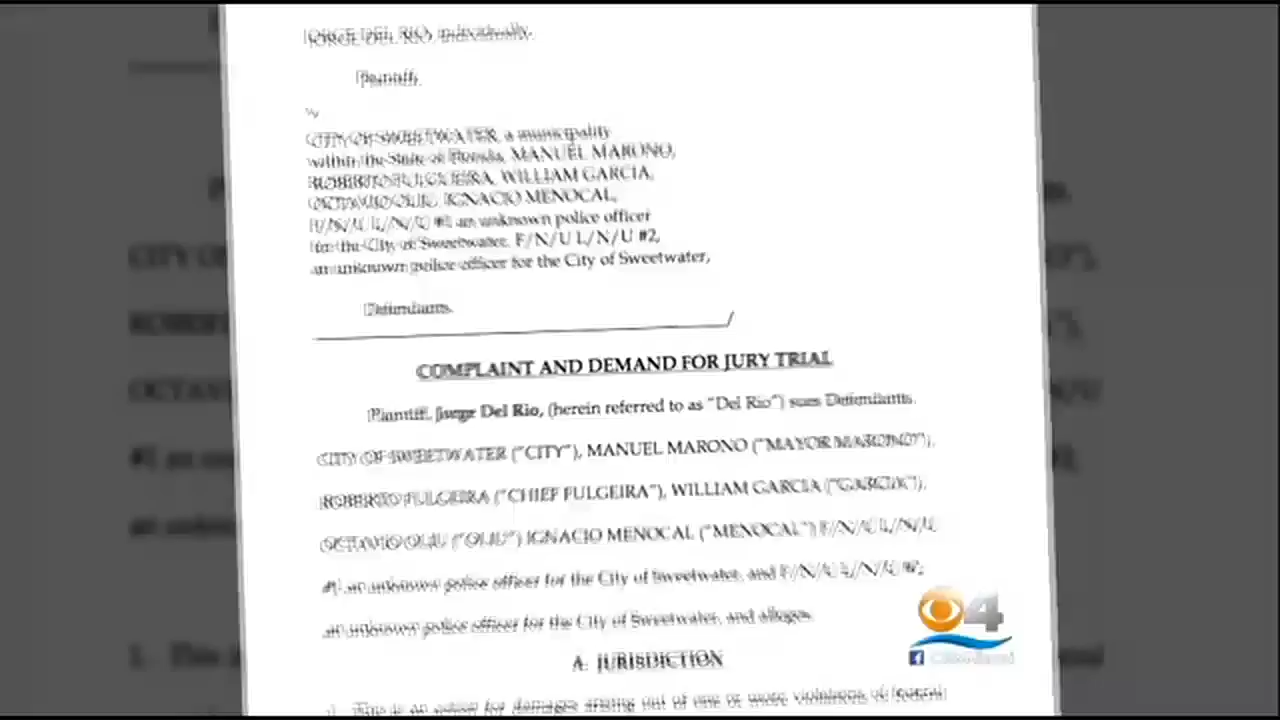 JORGE DEL RIO, individually,
Plaintiff,
v.
CITY OF SWEETWATER, a municipality
within the State of Florida, MANUEL MARONO,
ROBERTO FULGEIRA, WILLIAM GARCIA,
OCTAVIO OLIU, IGNACIO MENOCAL,
F/N/U L/N/U #1 an unknown police officer
for the City of Sweetwater, F/N/U L/N/U #2,
an unknown police officer for the City of Sweetwater,
Defendants.
/
COMPLAINT AND DEMAND FOR JURY TRIAL
Plaintiff, Jorge Del Rio, (herein referred to as “Del Rio”) sues Defendants,
CITY OF SWEETWATER (“CITY”), MANUEL MARONO (“MAYOR MARONO”),
ROBERTO FULGEIRA (“CHIEF FULGEIRA”), WILLIAM GARCIA (“GARCIA”),
OCTAVIO OLIU (“OLIU”) IGNACIO MENOCAL (“MENOCAL”) F/N/U L/N/U
#1 an unknown police officer for the City of Sweetwater, and F/N/U L/N/U #2,
an unknown police officer for the City of Sweetwater, and alleges:
A. JURISDICTION
1. This is an action for damages arising out of one or more violations of federal
4